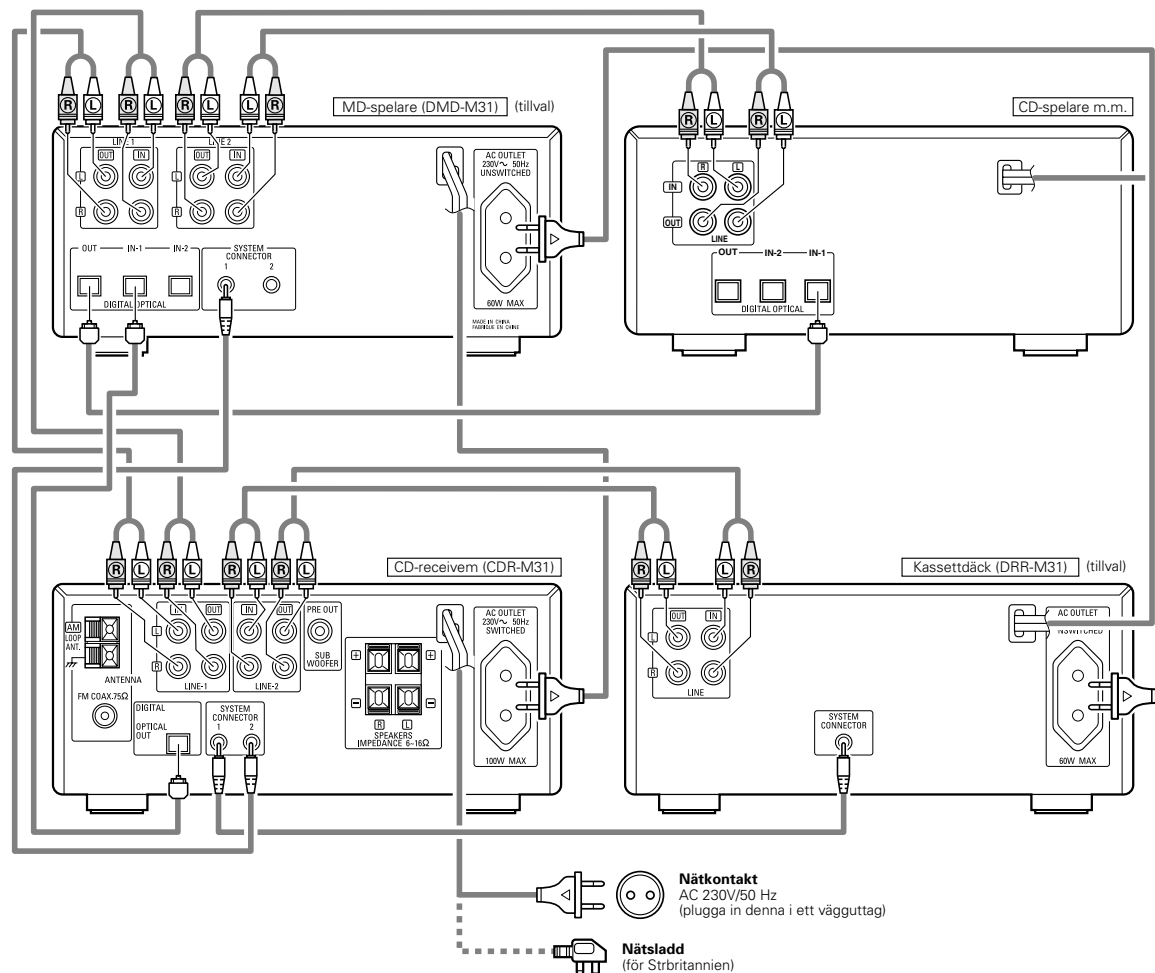 R L R L R L L R
MD-spelare (DMD-M31) (tillval)
LINE 1 LINE 2
OUT IN OUT IN
L L
R R
OUT IN-1 IN-2
DIGITAL OPTICAL
SYSTEM
CONNECTOR
1 2
AC OUTLET
230V~ 50Hz
UNSWITCHED
60W MAX
MADE IN CHINA
FABRIQUE EN CHINE
R L R L
CD-spelare m.m.
R L
IN
OUT
LINE
OUT IN-2 IN-1
DIGITAL OPTICAL
R L R L R L R L
CD-receivem (CDR-M31)
AM
LOOP
ANT.
ANTENNA
FM COAX.75Ω
IN OUT IN OUT
L
R
LINE-1 LINE-2
PRE OUT
SUB
WOOFER
DIGITAL
OPTICAL
OUT
SYSTEM
CONNECTOR
1 2
+ +
− −
R L
SPEAKERS
IMPEDANCE 6~16Ω
AC OUTLET
230V~ 50Hz
SWITCHED
100W MAX
R L L R
Kassettdäck (DRR-M31) (tillval)
OUT IN
L
R
LINE
SYSTEM
CONNECTOR
AC OUTLET
NSWITCHED
60W MAX
Nätkontakt
AC 230V/50 Hz
(plugga in denna i ett vägguttag)
Nätsladd
(för Strbritannien)